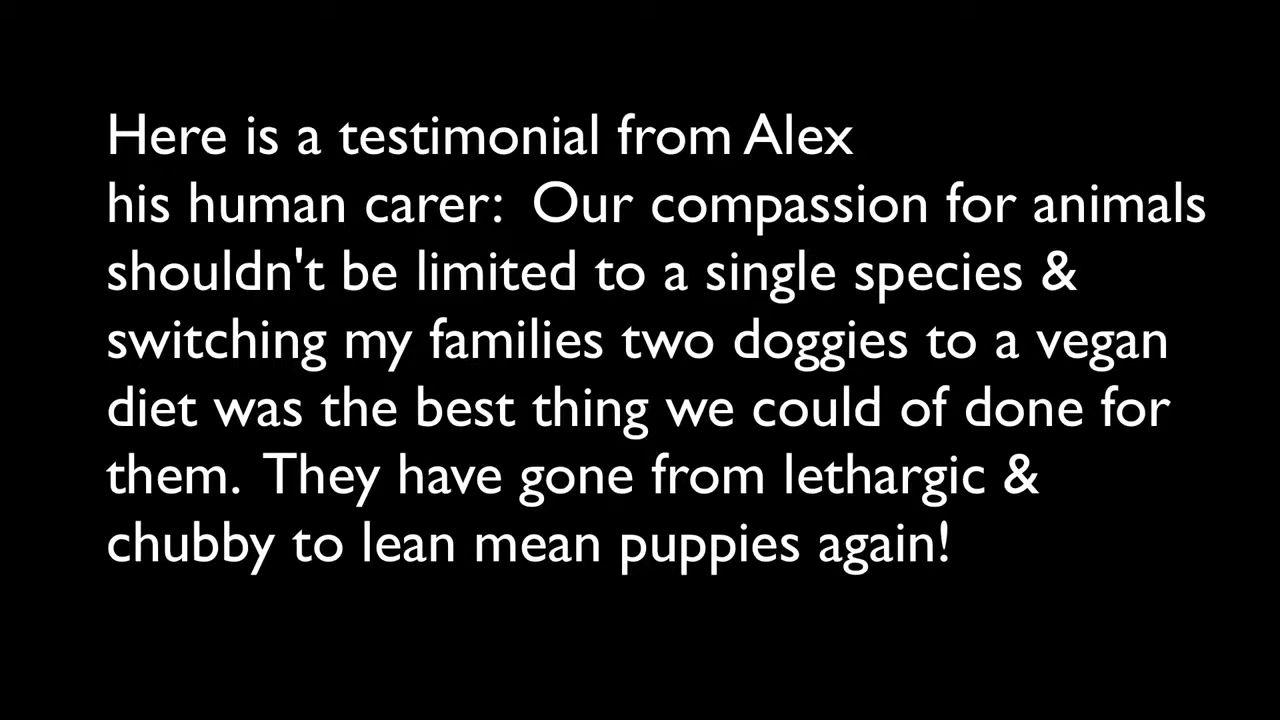 Here is a testimonial from Alex
his human carer:  Our compassion for animals
shouldn't be limited to a single species &
switching my families two doggies to a vegan
diet was the best thing we could of done for
them.  They have gone from lethargic &
chubby to lean mean puppies again!